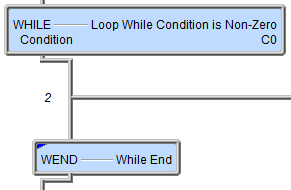 WHILE Loop While Condition is Non-Zero
Condition C0
2
WEND While End